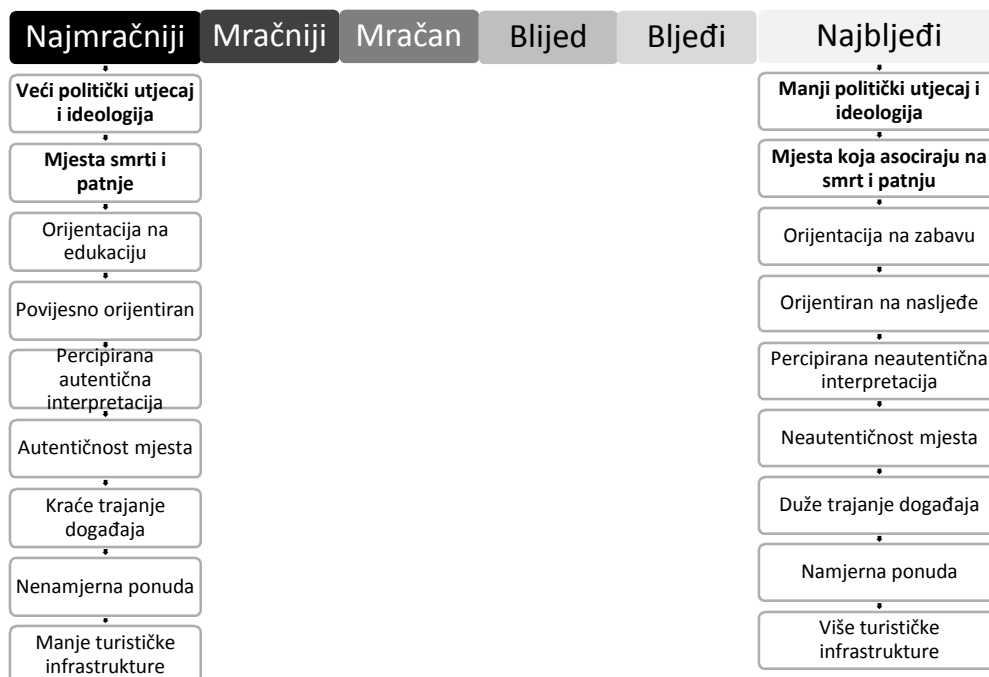 Najmračniji
Mračniji
Mračan
Blijed
Bljeđi
Najbljeđi
Veći politički utjecaj
i ideologija
Mjesta smrti i
patnje
Orijentacija na
edukaciju
Povijesno orijentiran
Percipirana
autentična
interpretacija
Autentičnost mjesta
Kraće trajanje
događaja
Nenamjerna ponuda
Manje turističke
infrastrukture
Manji politički utjecaj i
ideologija
Mjesta koja asociraju na
smrt i patnju
Orijentacija na zabavu
Orijentiran na nasljeđe
Percipirana neautentična
interpretacija
Neautentičnost mjesta
Duže trajanje događaja
Namjerna ponuda
Više turističke
infrastrukture